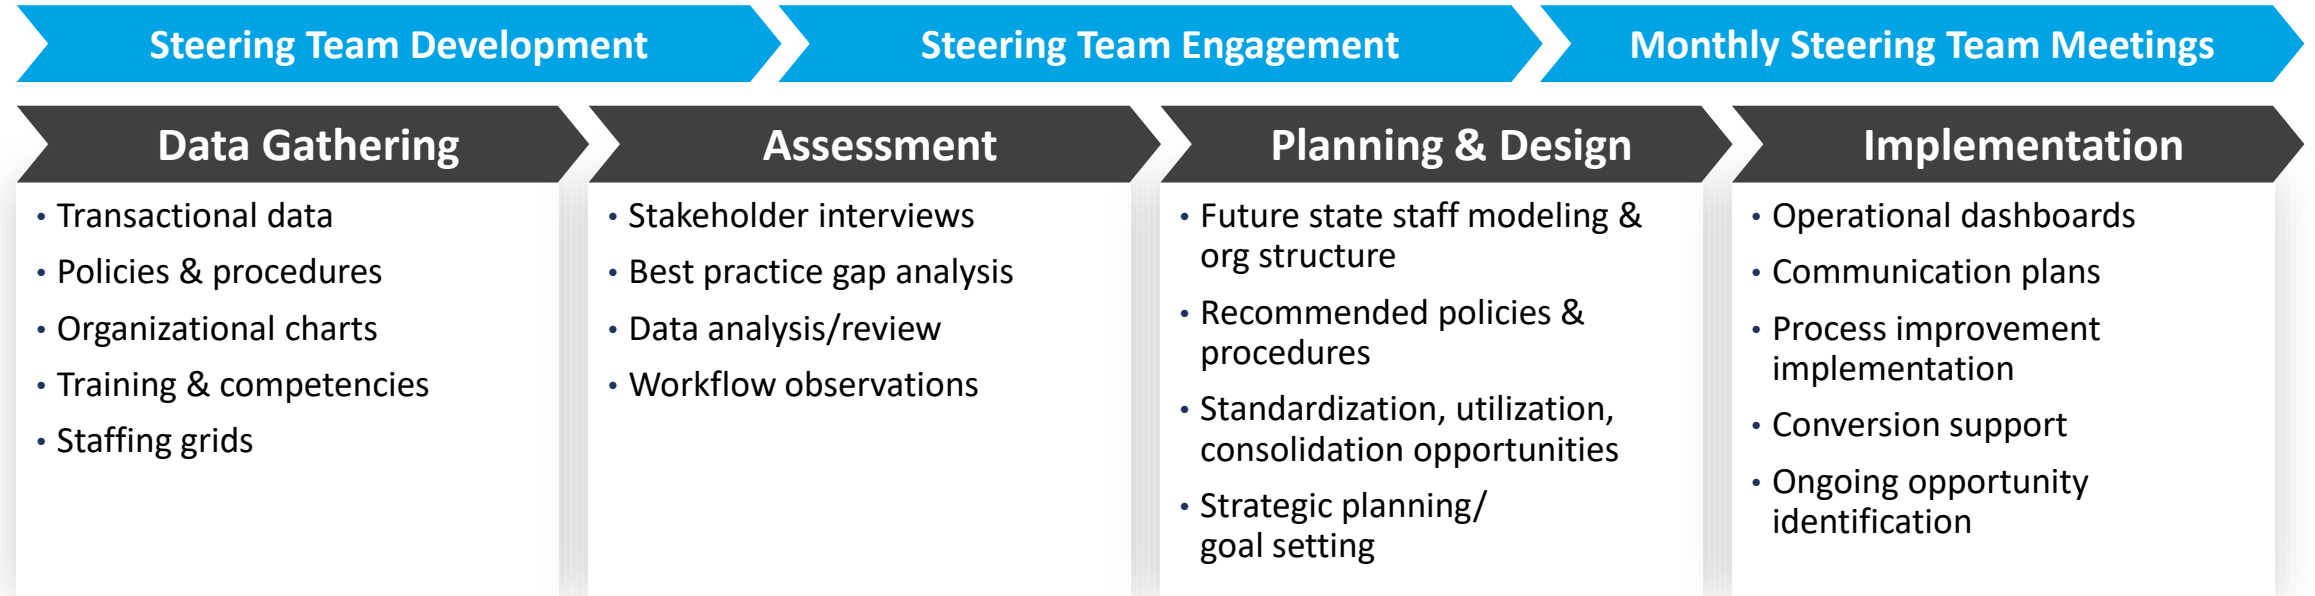 Steering Team Development
Steering Team Engagement
Monthly Steering Team Meetings
Data Gathering
• Transactional data
• Policies & procedures
• Organizational charts
• Training & competencies
• Staffing grids
Assessment
• Stakeholder interviews
• Best practice gap analysis
• Data analysis/review
• Workflow observations
Planning & Design
• Future state staff modeling &
org structure
• Recommended policies &
procedures
• Standardization, utilization,
consolidation opportunities
• Strategic planning/
goal setting
Implementation
• Operational dashboards
• Communication plans
• Process improvement
implementation
• Conversion support
• Ongoing opportunity
identification